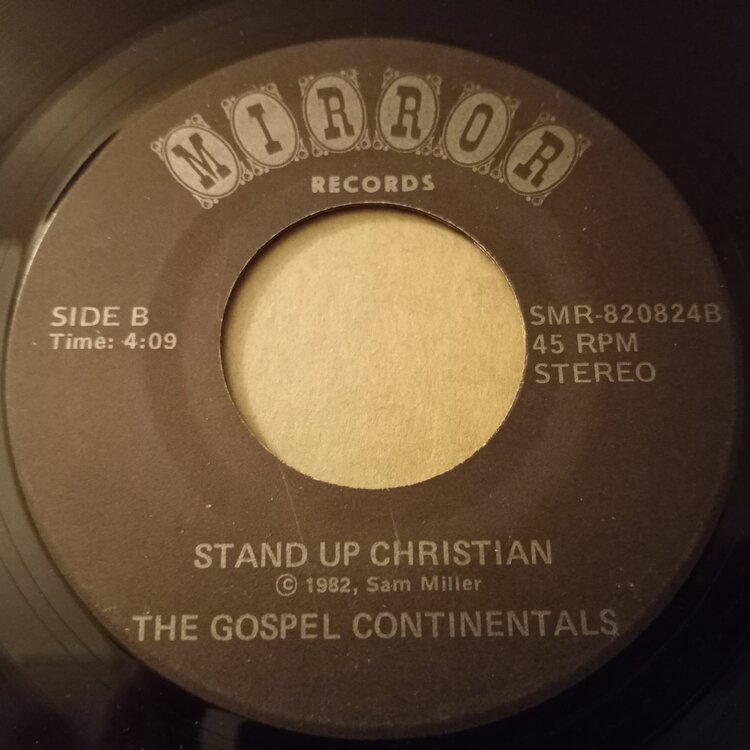 MIRROR
RECORDS
SIDE B
Time: 4:09
SMR-820824B
45 RPM
STEREO
STAND UP CHRISTIAN
© 1982, Sam Miller
THE GOSPEL CONTINENTALS